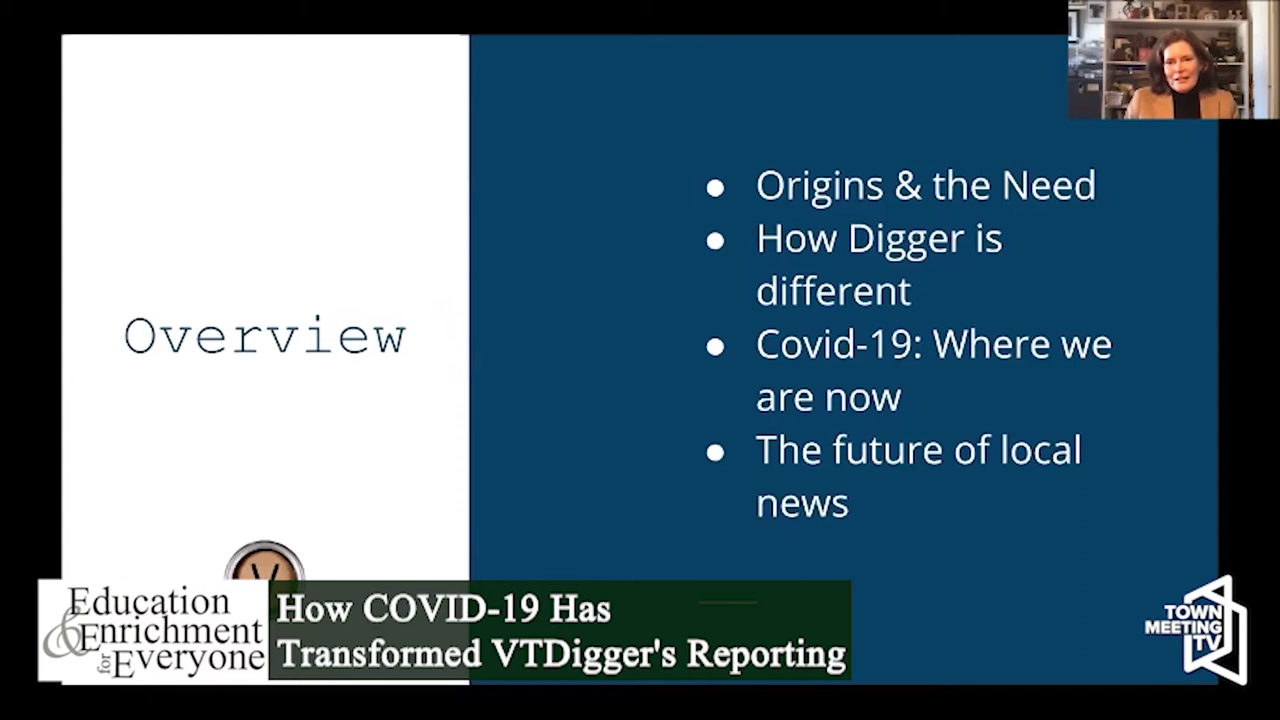 Overview
Origins & the Need
How Digger is
different
Covid-19: Where we
are now
The future of local
news
V
Education
& Enrichment
for Everyone
How COVID-19 Has
Transformed VTDigger's Reporting
TOWN
MEETING
TV